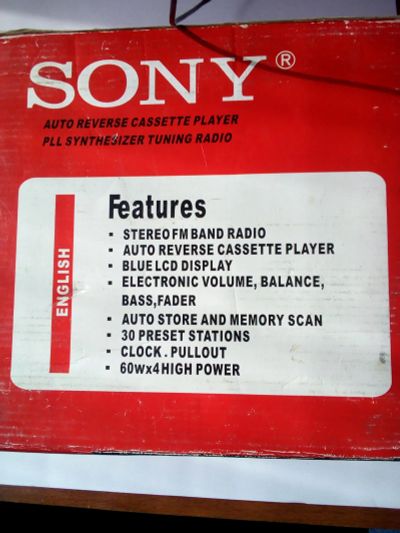 SONY®
AUTO REVERSE CASSETTE PLAYER
PLL SYNTHESIZER TUNING RADIO
Features
ENGLISH
▪ STEREO FM BAND RADIO
▪ AUTO REVERSE CASSETTE PLAYER
▪ BLUE LCD DISPLAY
▪ ELECTRONIC VOLUME, BALANCE,
BASS,FADER
▪ AUTO STORE AND MEMORY SCAN
▪ 30 PRESET STATIONS
▪ CLOCK . PULLOUT
▪ 60wx4 HIGH POWER